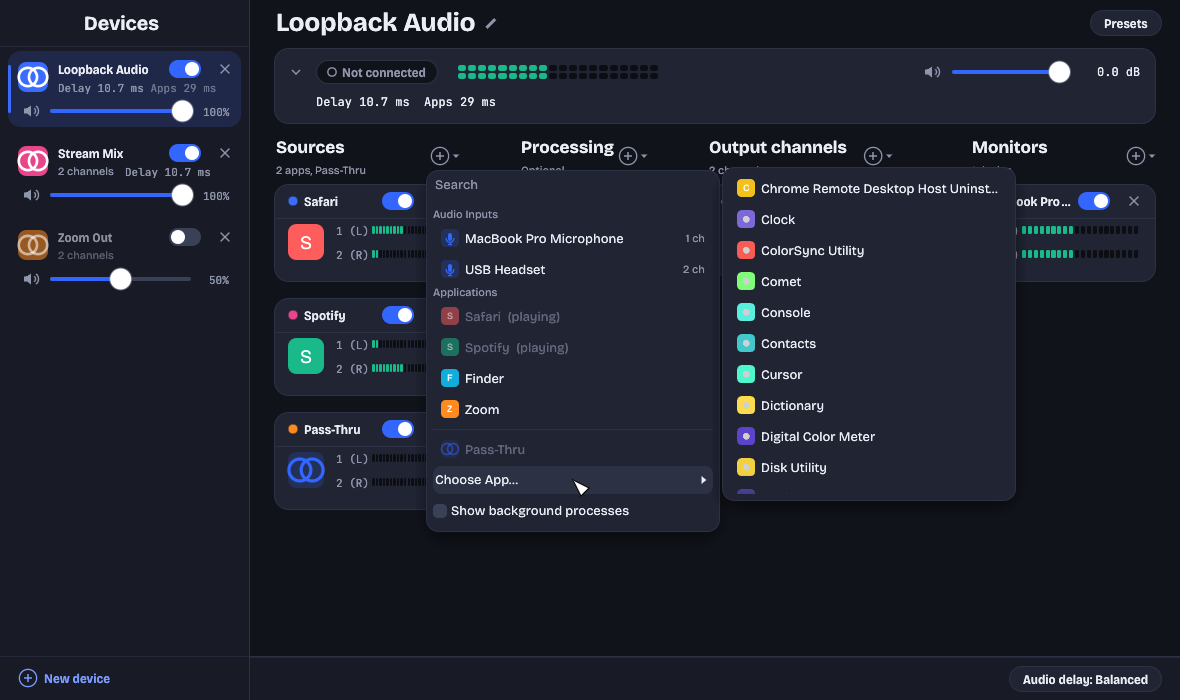 Devices
Loopback Audio
Delay 10.7 ms Apps 29 ms
100%
Stream Mix
2 channels Delay 10.7 ms
100%
Zoom Out
2 channels
50%
New device
Loopback Audio
Presets
Not connected
0.0 dB
Delay 10.7 ms Apps 29 ms
Sources
2 apps, Pass-Thru
Processing
Optional
Output channels
Monitors
Safari
S
1 (L)
2 (R)
Spotify
S
1 (L)
2 (R)
Pass-Thru
1 (L)
2 (R)
Search
Audio Inputs
MacBook Pro Microphone 1 ch
USB Headset 2 ch
Applications
S Safari (playing)
S Spotify (playing)
F Finder
Z Zoom
Pass-Thru
Choose App...
Show background processes
C Chrome Remote Desktop Host Uninst...
Clock
ColorSync Utility
Comet
Console
Contacts
Cursor
Dictionary
Digital Color Meter
Disk Utility
ook Pro...
Audio delay: Balanced